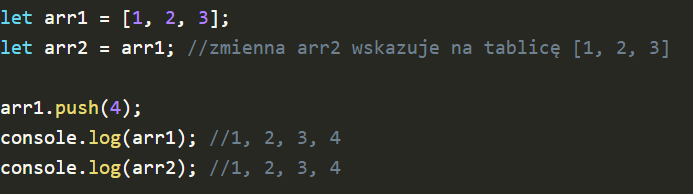 let arr1 = [1, 2, 3];
let arr2 = arr1; //zmienna arr2 wskazuje na tablicę [1, 2, 3]
arr1.push(4);
console.log(arr1); //1, 2, 3, 4
console.log(arr2); //1, 2, 3, 4